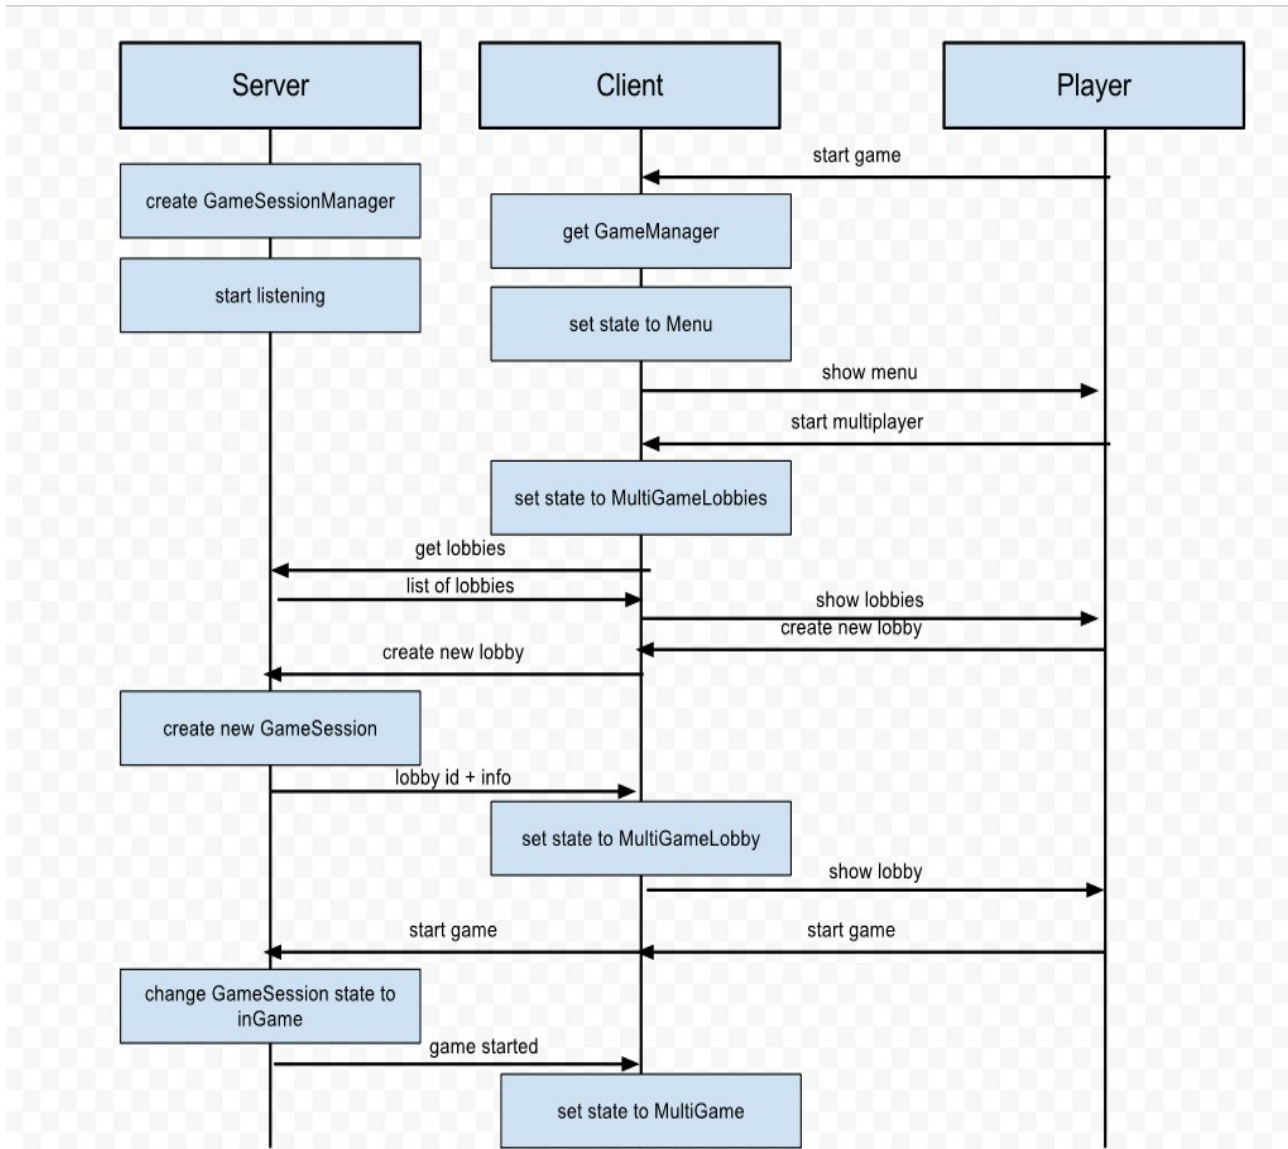 Server
Client
Player
start game
create GameSessionManager
get GameManager
start listening
set state to Menu
show menu
start multiplayer
set state to MultiGameLobbies
get lobbies
list of lobbies
show lobbies
create new lobby
create new lobby
create new GameSession
lobby id + info
set state to MultiGameLobby
show lobby
start game
start game
change GameSession state to
inGame
game started
set state to MultiGame